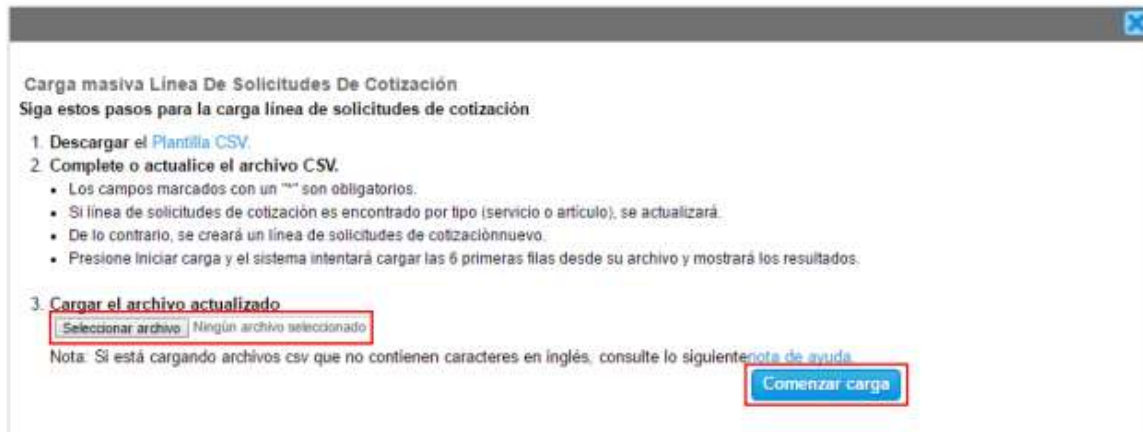 Carga masiva Línea De Solicitudes De Cotización
Siga estos pasos para la carga línea de solicitudes de cotización
1. Descargar el Plantilla CSV.
2. Complete o actualice el archivo CSV.
• Los campos marcados con un "*" son obligatorios.
• Si línea de solicitudes de cotización es encontrado por tipo (servicio o artículo), se actualizará.
• De lo contrario, se creará un línea de solicitudes de cotizaciónnuevo.
• Presione Iniciar carga y el sistema intentará cargar las 6 primeras filas desde su archivo y mostrará los resultados.
3. Cargar el archivo actualizado
Seleccionar archivo Ningún archivo seleccionado
Nota: Si está cargando archivos csv que no contienen caracteres en inglés, consulte lo siguientenota de ayuda
Comenzar carga